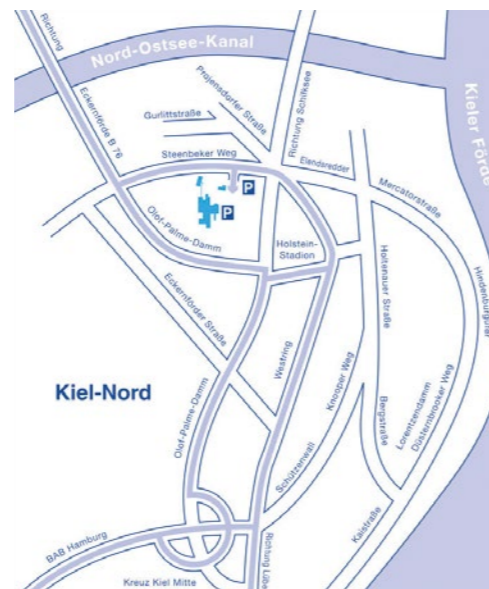 Richtung
Nord-Ostsee-Kanal
Kieler Förde
Projensdorfer Straße
Gurlittstraße
Richtung Schilksee
Eckernförde B 76
Steenbeker Weg
Elendsredder
Mercatorstraße
P
P
Olof-Palme-Damm
Holstein-
Stadion
Holtenauer Straße
Hindenburgufer
Eckernförder Straße
Westring
Knooper Weg
Kiel-Nord
Olof-Palme-Damm
Bergstraße
Lorentzendamm
Düsternbrooker Weg
Schützenwall
Kaistraße
BAB Hamburg
Richtung Lübe
Kreuz Kiel Mitte